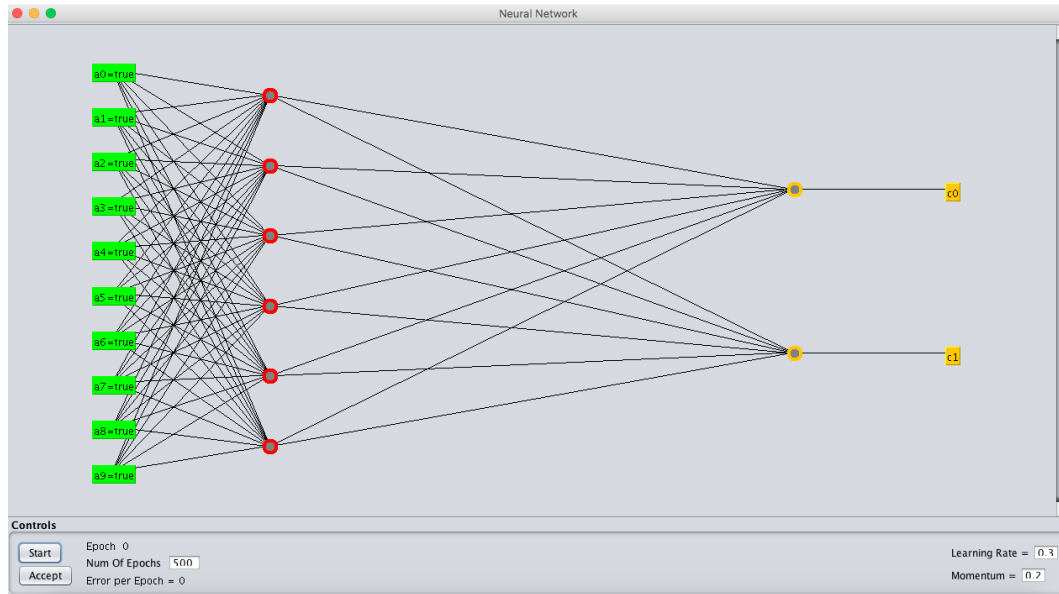 Neural Network
a0=true
a1=true
a2=true
a3=true
a4=true
a5=true
a6=true
a7=true
a8=true
a9=true
c0
c1
Controls
Start
Accept
Epoch 0
Num Of Epochs 500
Error per Epoch = 0
Learning Rate = 0.3
Momentum = 0.2